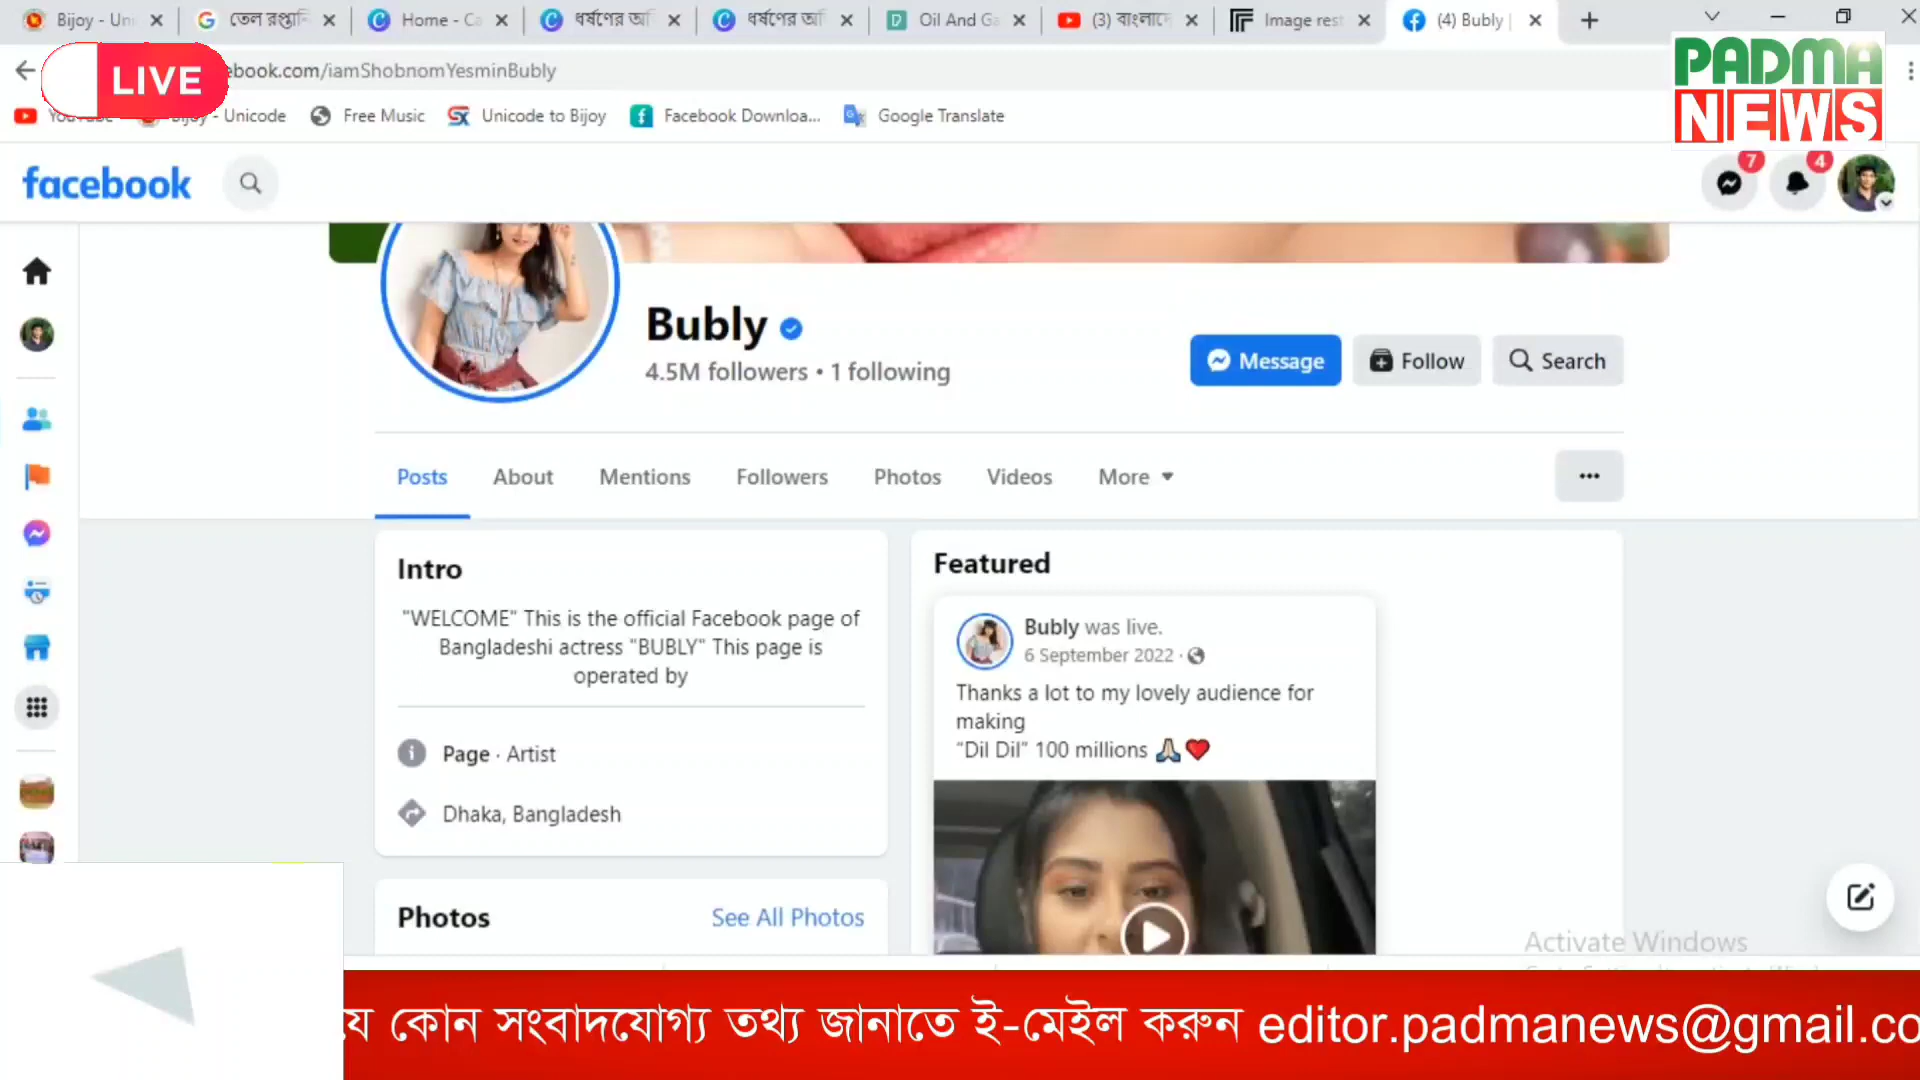 Bijoy - Un
তেল রপ্তানি
Home - Ca
ধর্ষণের অ
ধর্ষণের অ
Oil And Ga
(3) বাংলাদে
Image rest
(4) Bubly |
LIVE
ebook.com/iamShobnomYesminBubly
PADMA
NEWS
YouTube
Bijoy - Unicode
Free Music
Unicode to Bijoy
Facebook Downloa...
Google Translate
facebook
7
4
Bubly
4.5M followers • 1 following
Message
Follow
Search
Posts
About
Mentions
Followers
Photos
Videos
More
Intro
"WELCOME" This is the official Facebook page of
Bangladeshi actress "BUBLY" This page is
operated by
Page · Artist
Dhaka, Bangladesh
Photos
See All Photos
Featured
Bubly was live.
6 September 2022 ·
Thanks a lot to my lovely audience for
making
“Dil Dil” 100 millions 🙏🏻❤️
Activate Windows
যে কোন সংবাদযোগ্য তথ্য জানাতে ই-মেইল করুন editor.padmanews@gmail.co